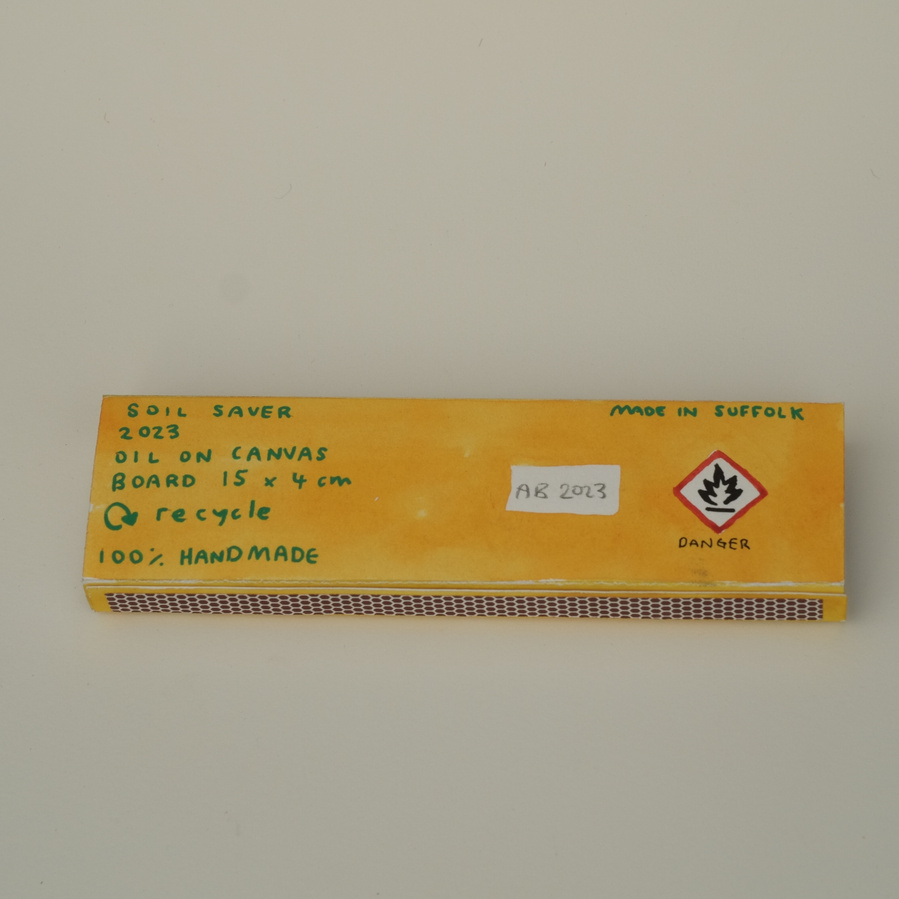 SOIL SAVER
2023
OIL ON CANVAS
BOARD 15 x 4 cm
recycle
100% HANDMADE
AB 2023
MADE IN SUFFOLK
DANGER